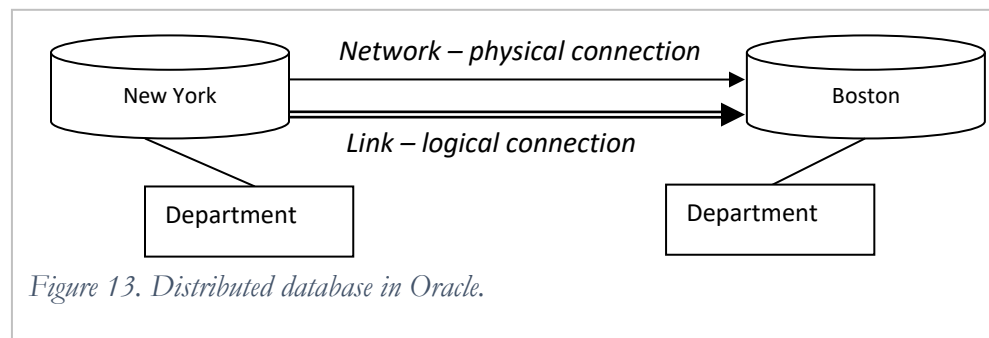 Network – physical connection
New York
Boston
Link – logical connection
Department
Department
Figure 13. Distributed database in Oracle.